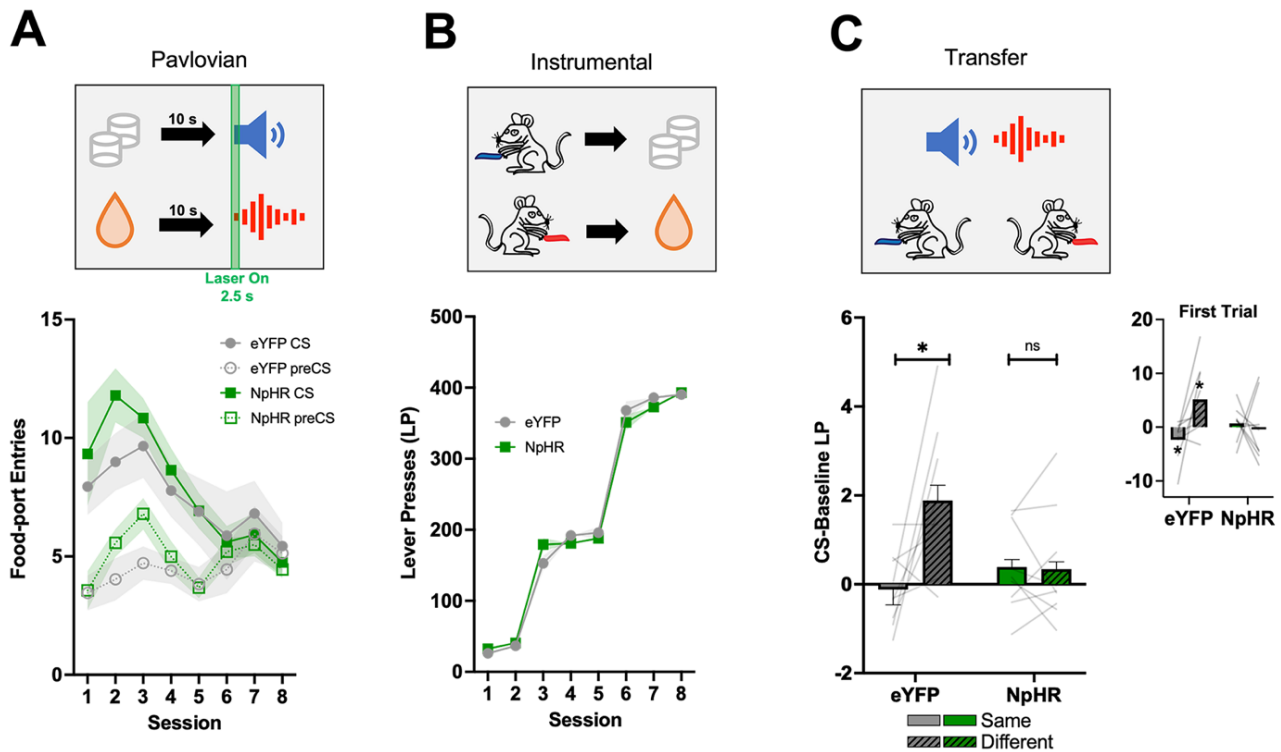 A
Pavlovian
10 s
10 s
Laser On
2.5 s
15
10
5
0
Food-port Entries
eYFP CS
eYFP preCS
NpHR CS
NpHR preCS
1 2 3 4 5 6 7 8
Session
B
Instrumental
500
400
300
200
100
0
Lever Presses (LP)
eYFP
NpHR
1 2 3 4 5 6 7 8
Session
C
Transfer
6
4
2
0
-2
CS-Baseline LP
*
ns
eYFP NpHR
Same
Different
First Trial
20
10
0
-10
*
*
eYFP NpHR